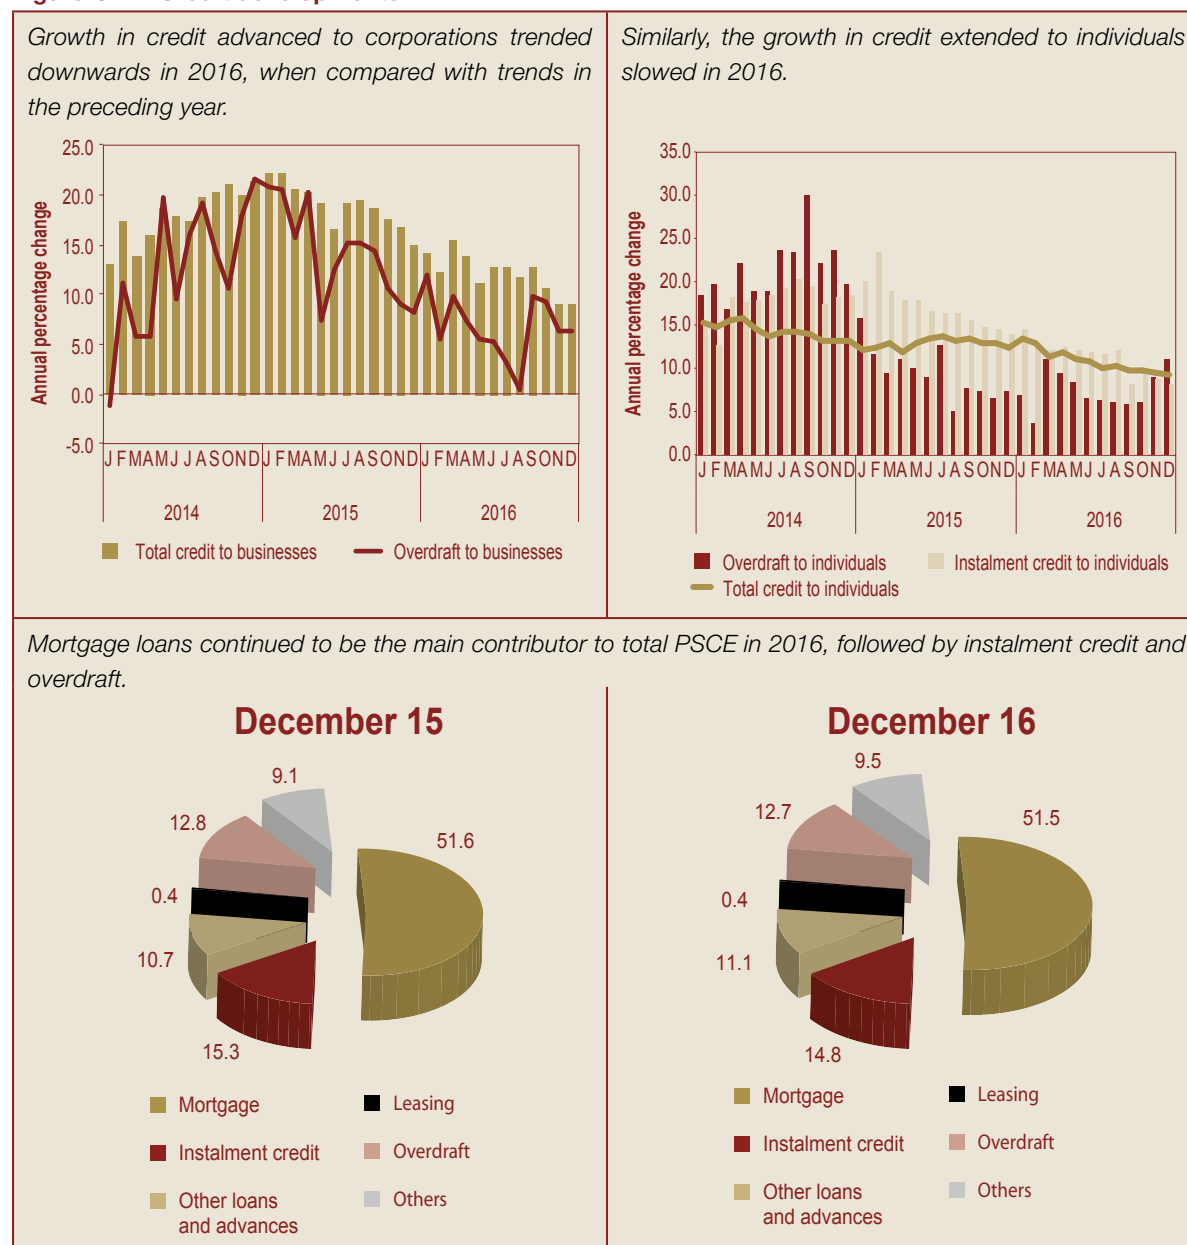 Growth in credit advanced to corporations trended
downwards in 2016, when compared with trends in
the preceding year.
25.0
20.0
15.0
10.0
5.0
0.0
-5.0
Annual percentage change
J F M A M J J A S O N D J F M A M J J A S O N D J F M A M J J A S O N D
2014 2015 2016
Total credit to businesses Overdraft to businesses
Similarly, the growth in credit extended to individuals
slowed in 2016.
35.0
30.0
25.0
20.0
15.0
10.0
5.0
0.0
Annual percentage change
J F M A M J J A S O N D J F M A M J J A S O N D J F M A M J J A S O N D
2014 2015 2016
Overdraft to individuals Instalment credit to individuals
Total credit to individuals
Mortgage loans continued to be the main contributor to total PSCE in 2016, followed by instalment credit and
overdraft.
December 15
9.1
12.8
51.6
0.4
10.7
15.3
Mortgage Leasing
Instalment credit Overdraft
Other loans
and advances
Others
December 16
9.5
12.7
51.5
0.4
11.1
14.8
Mortgage Leasing
Instalment credit Overdraft
Other loans
and advances
Others